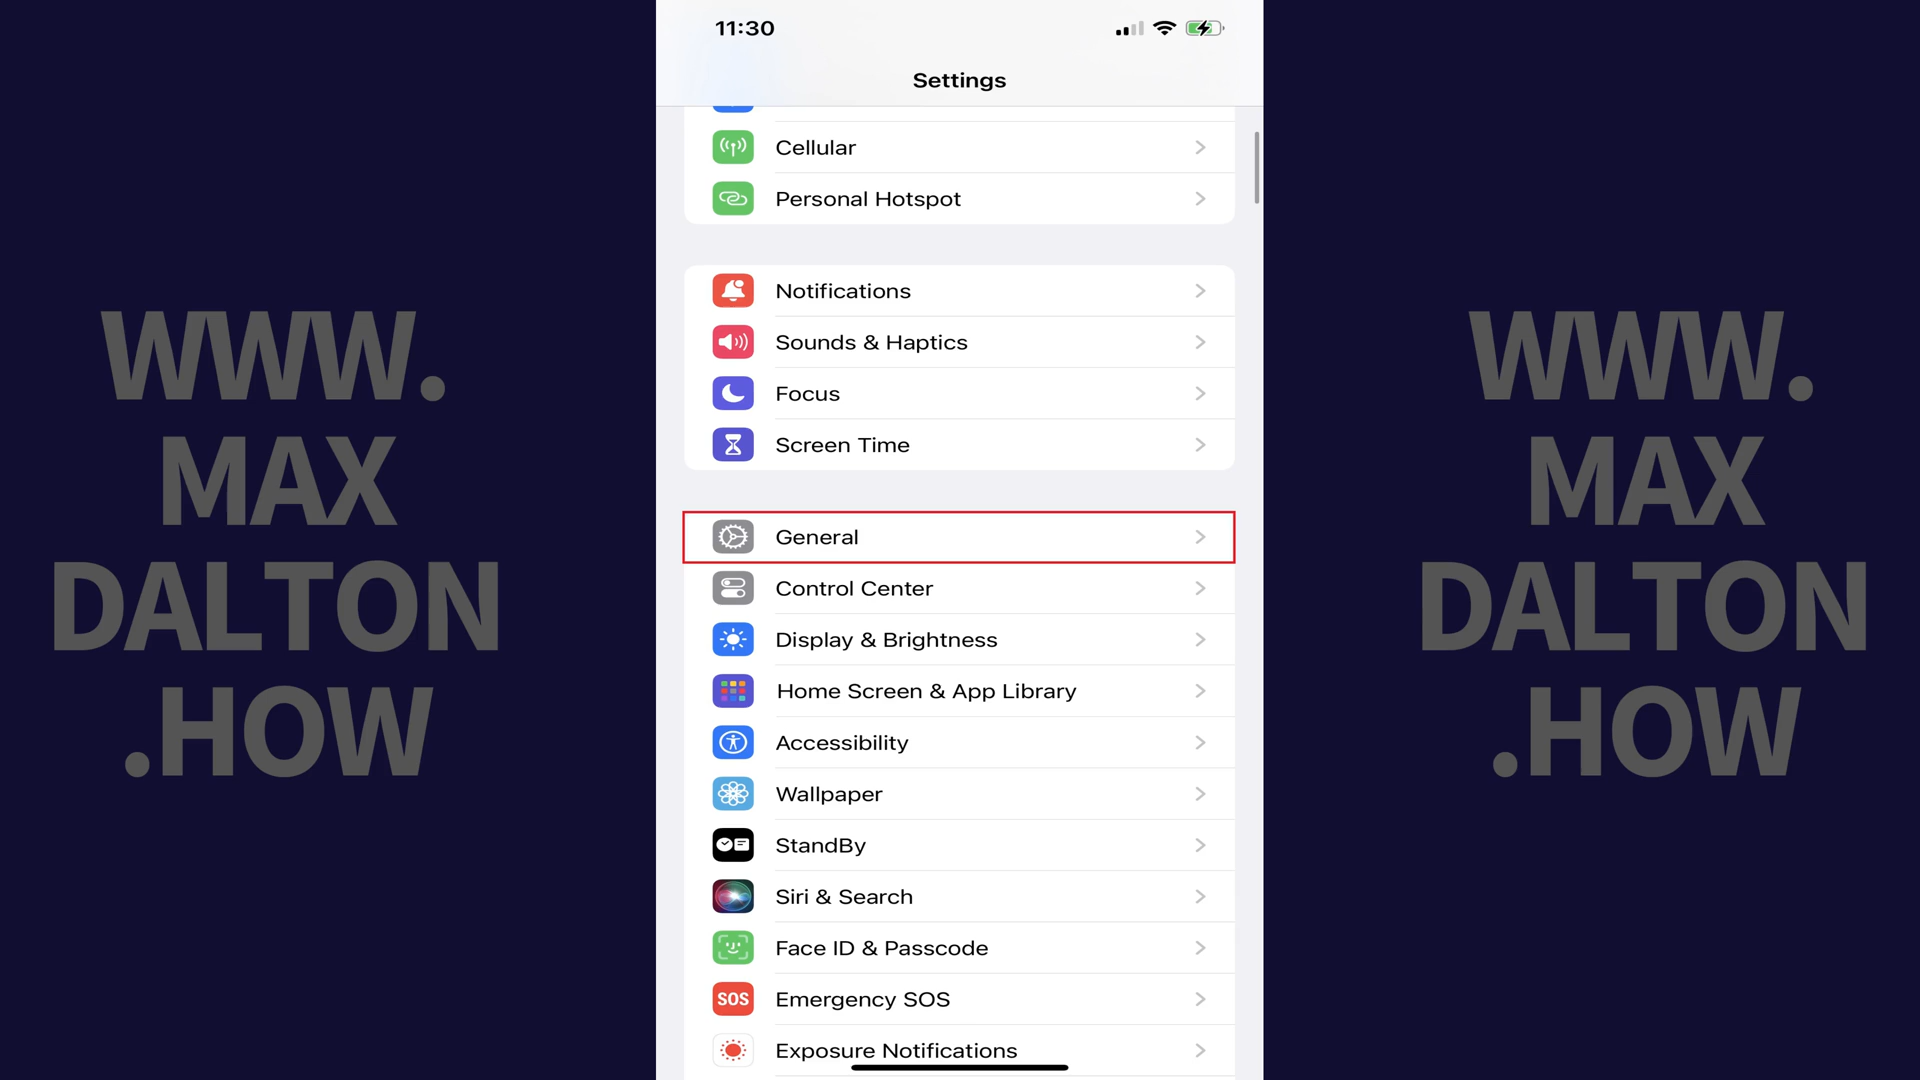 11:30
Settings
Cellular
Personal Hotspot
Notifications
Sounds & Haptics
Focus
Screen Time
General
Control Center
Display & Brightness
Home Screen & App Library
Accessibility
Wallpaper
StandBy
Siri & Search
Face ID & Passcode
SOS Emergency SOS
Exposure Notifications
WWW.
MAX
DALTON
.HOW
WWW.
MAX
DALTON
.HOW